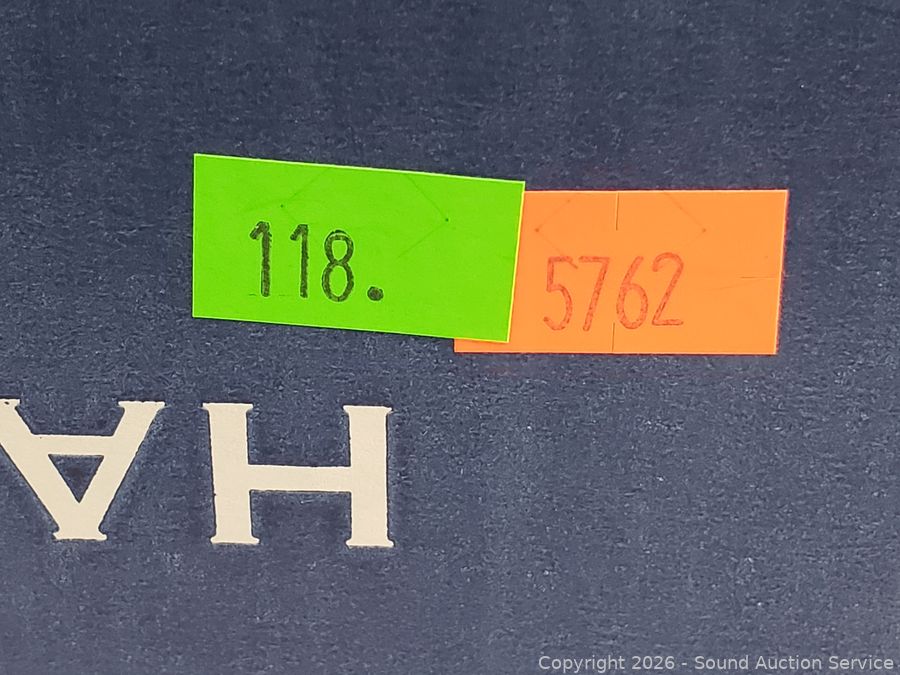 118.
5762
HA
Copyright 2026 - Sound Auction Service